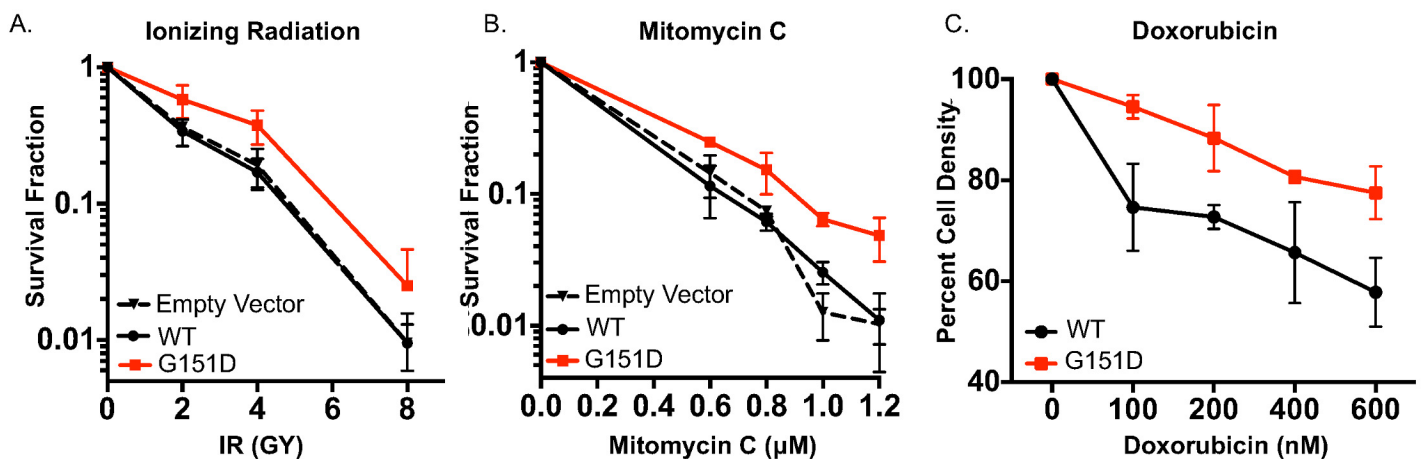 A.
Ionizing Radiation
1
0.1
0.01
Survival Fraction
Empty Vector
WT
G151D
0 2 4 6 8
IR (GY)
B.
Mitomycin C
1
0.1
0.01
Survival Fraction
Empty Vector
WT
G151D
0.0 0.2 0.4 0.6 0.8 1.0 1.2
Mitomycin C (µM)
C.
Doxorubicin
100
80
60
40
Percent Cell Density
WT
G151D
0 100 200 400 600
Doxorubicin (nM)